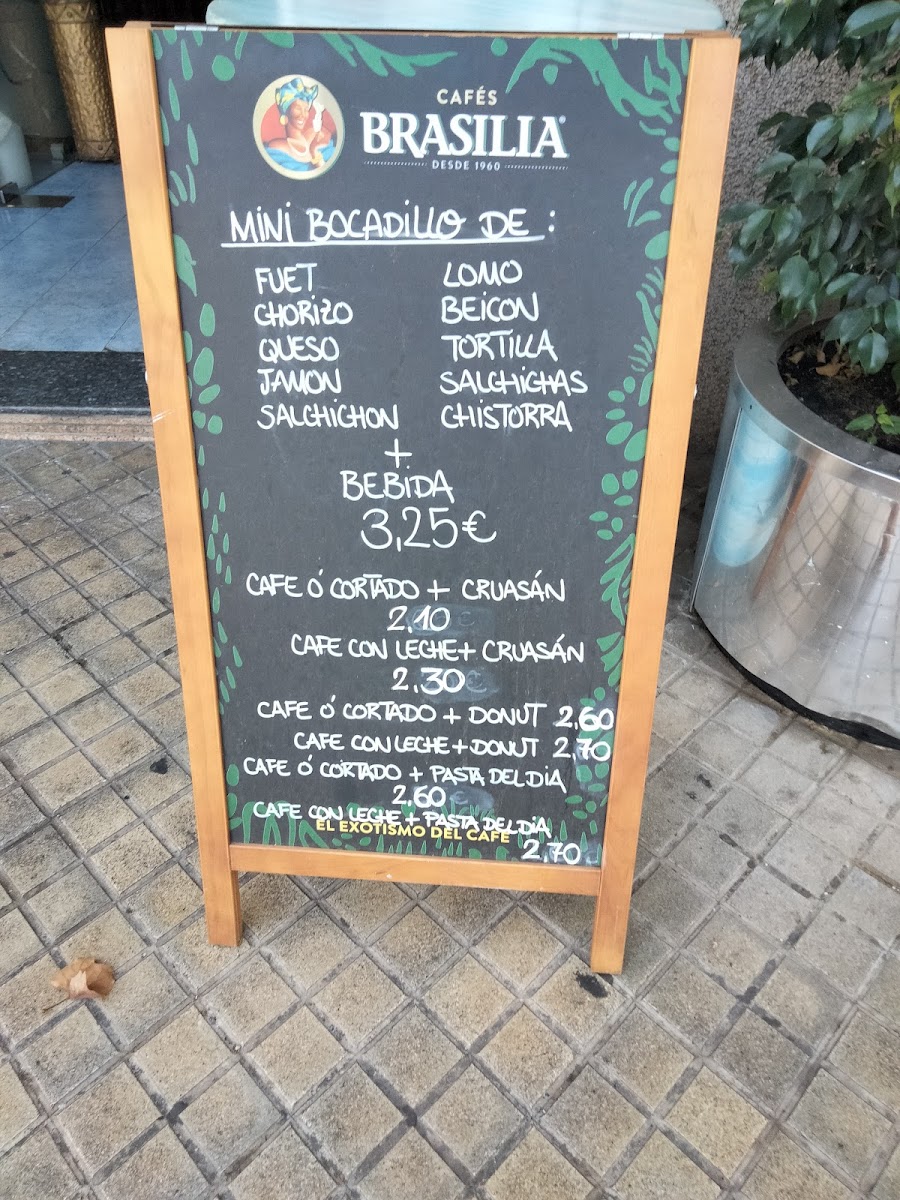 CAFÉS
BRASILIA
DESDE 1960
MINI BOCADILLO DE :
FUET LOMO
CHORIZO BEICON
QUESO TORTILLA
JAMON SALCHICHAS
SALCHICHON CHISTORRA
+
BEBIDA
3,25€
CAFE Ó CORTADO + CRUASÁN
2,10 €
CAFE CON LECHE + CRUASÁN
2,30€
CAFE Ó CORTADO + DONUT 2,60
CAFE CON LECHE + DONUT 2,70
CAFE Ó CORTADO + PASTA DEL DIA
2,60 €
CAFE CON LECHE + PASTA DEL DIA
EL EXOTISMO DEL CAFÉ
2,70